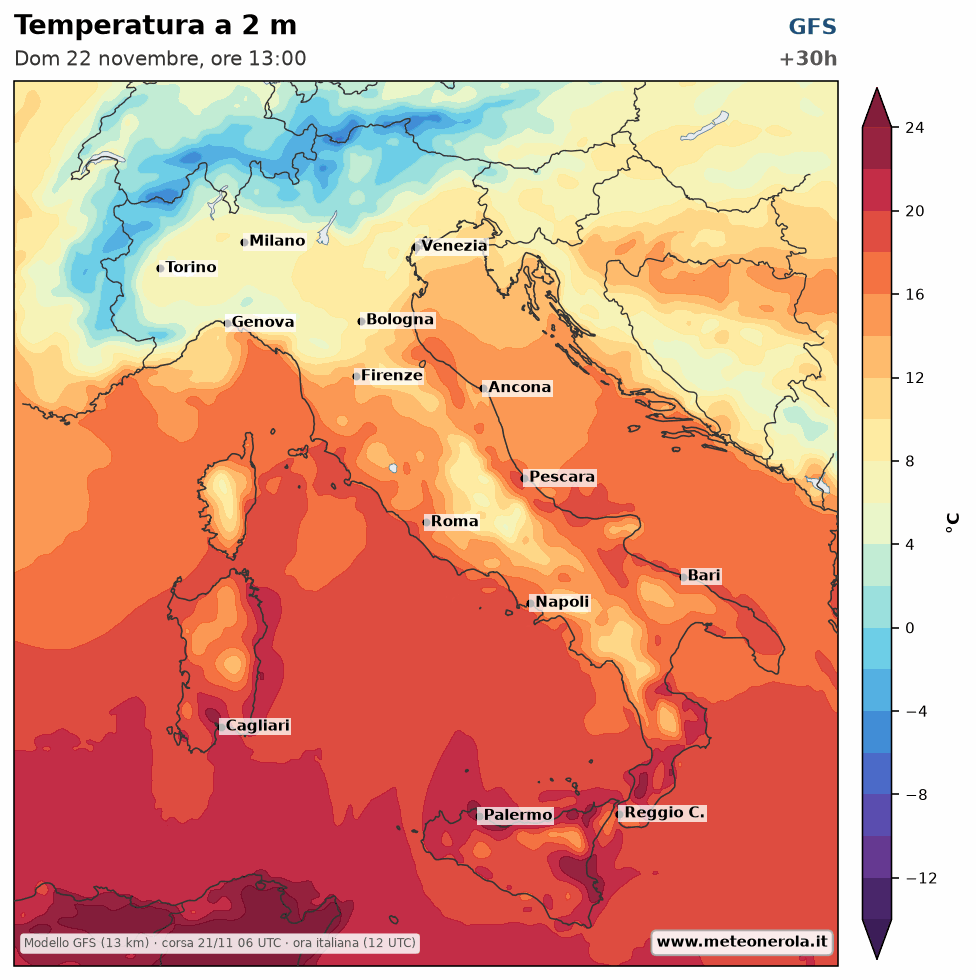 Temperatura a 2 m
GFS
Dom 22 novembre, ore 13:00
+30h
Milano
Venezia
Torino
Genova
Bologna
Firenze
Ancona
Pescara
Roma
Bari
Napoli
Cagliari
Palermo
Reggio C.
24
20
16
12
8
4
0
−4
−8
−12
°C
Modello GFS (13 km) · corsa 21/11 06 UTC · ora italiana (12 UTC)
www.meteonerola.it